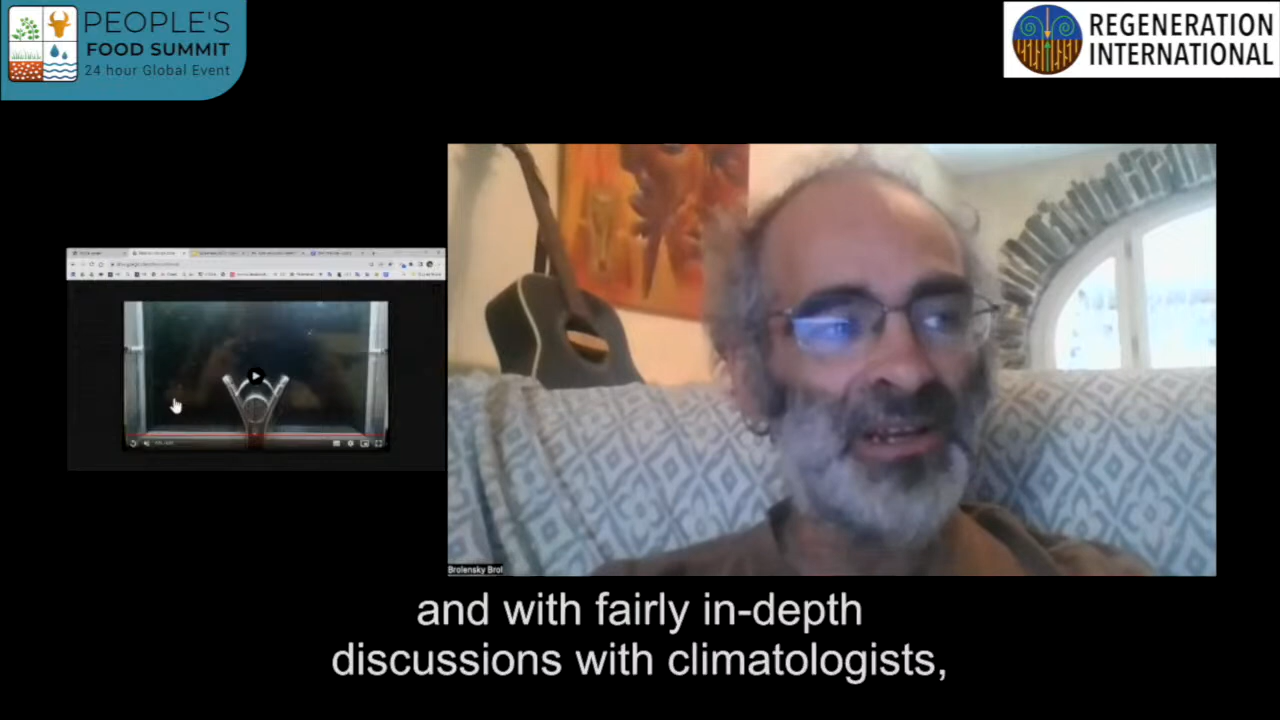 PEOPLE'S
FOOD SUMMIT
24 hour Global Event
REGENERATION
INTERNATIONAL
Brolensky Brol
and with fairly in-depth
discussions with climatologists,